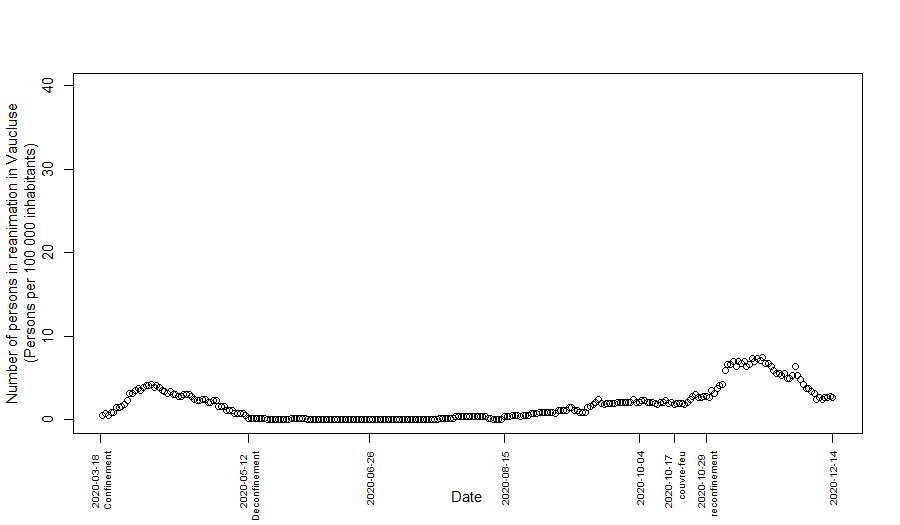 Number of persons in reanimation in Vaucluse
(Persons per 100 000 inhabitants)
40
30
20
10
0
2020-03-18
Confinement
2020-05-12
Deconfinement
2020-06-26
2020-08-15
2020-10-04
2020-10-17
couvre-feu
2020-10-29
reconfinement
2020-12-14
Date